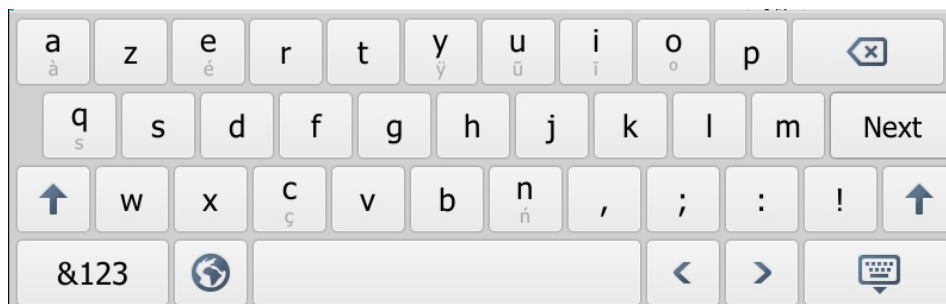 a z e r t y u i o p
à é ÿ ū ī º
q s d f g h j k l m Next
s
w x c v b n , ; : !
ç ń
&123 < >